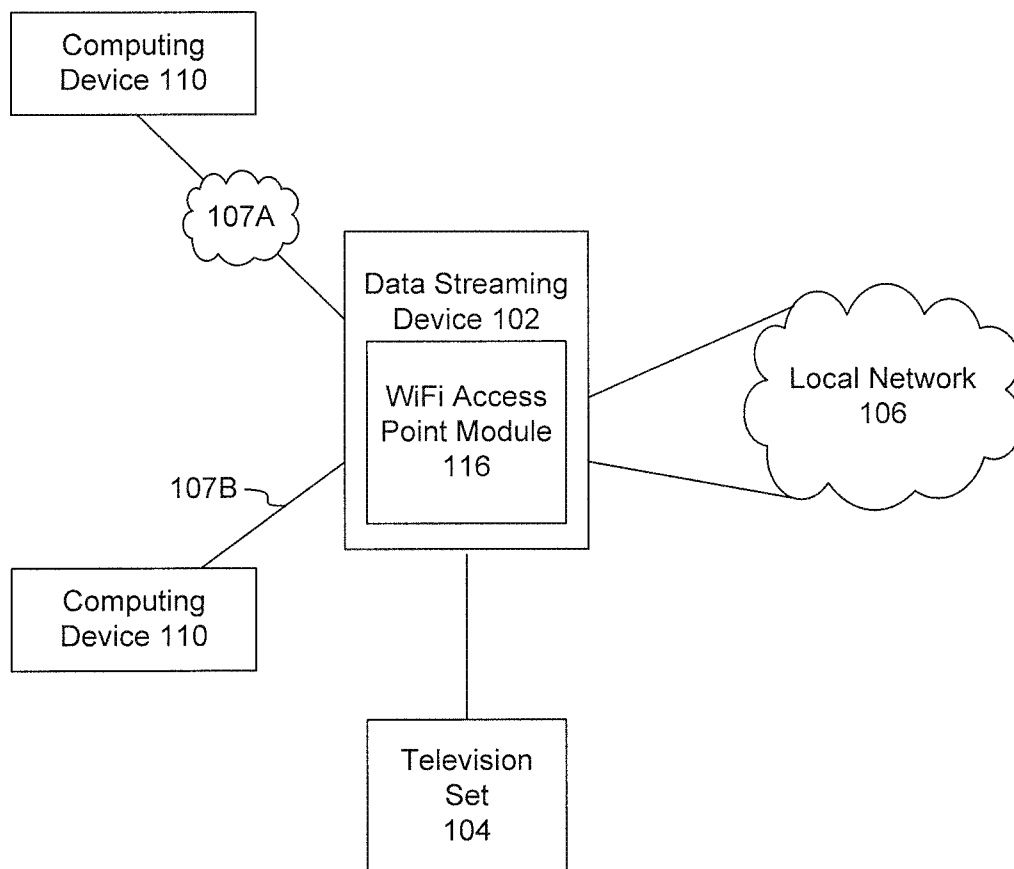 Computing
Device 110
107A
Data Streaming
Device 102
WiFi Access
Point Module
116
Local Network
106
107B
Computing
Device 110
Television
Set
104